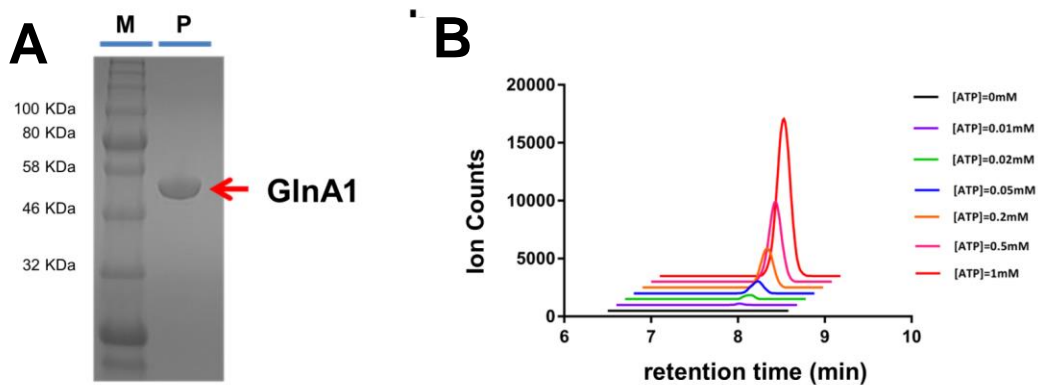 A
M P
100 KDa
80 KDa
58 KDa
46 KDa
32 KDa
GlnA1
B
20000
15000
10000
5000
0
Ion Counts
6 7 8 9 10
retention time (min)
[ATP]=0mM
[ATP]=0.01mM
[ATP]=0.02mM
[ATP]=0.05mM
[ATP]=0.2mM
[ATP]=0.5mM
[ATP]=1mM